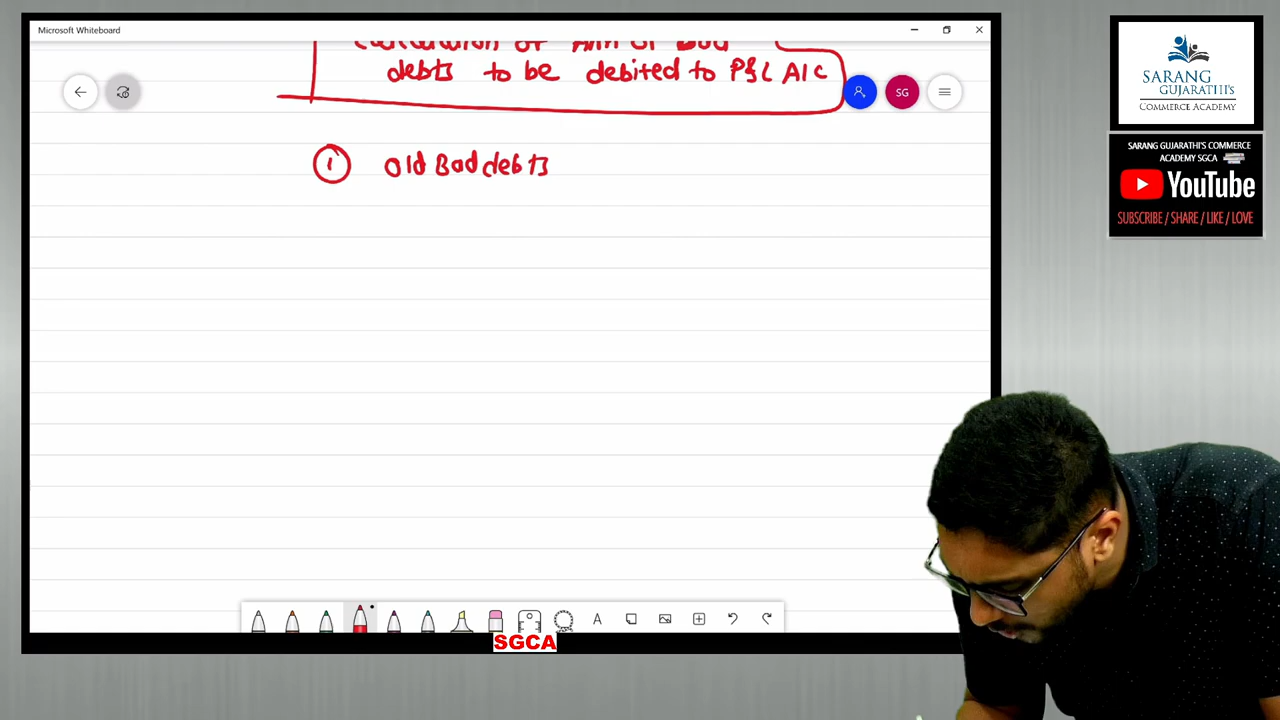 Microsoft Whiteboard
debts to be debited to P&L A/C
SG
1 Old Bad debts
A
SGCA
SARANG
GUJARATHI'S
COMMERCE ACADEMY
SARANG GUJARATHI'S COMMERCE
ACADEMY SGCA
YouTube
SUBSCRIBE / SHARE / LIKE / LOVE